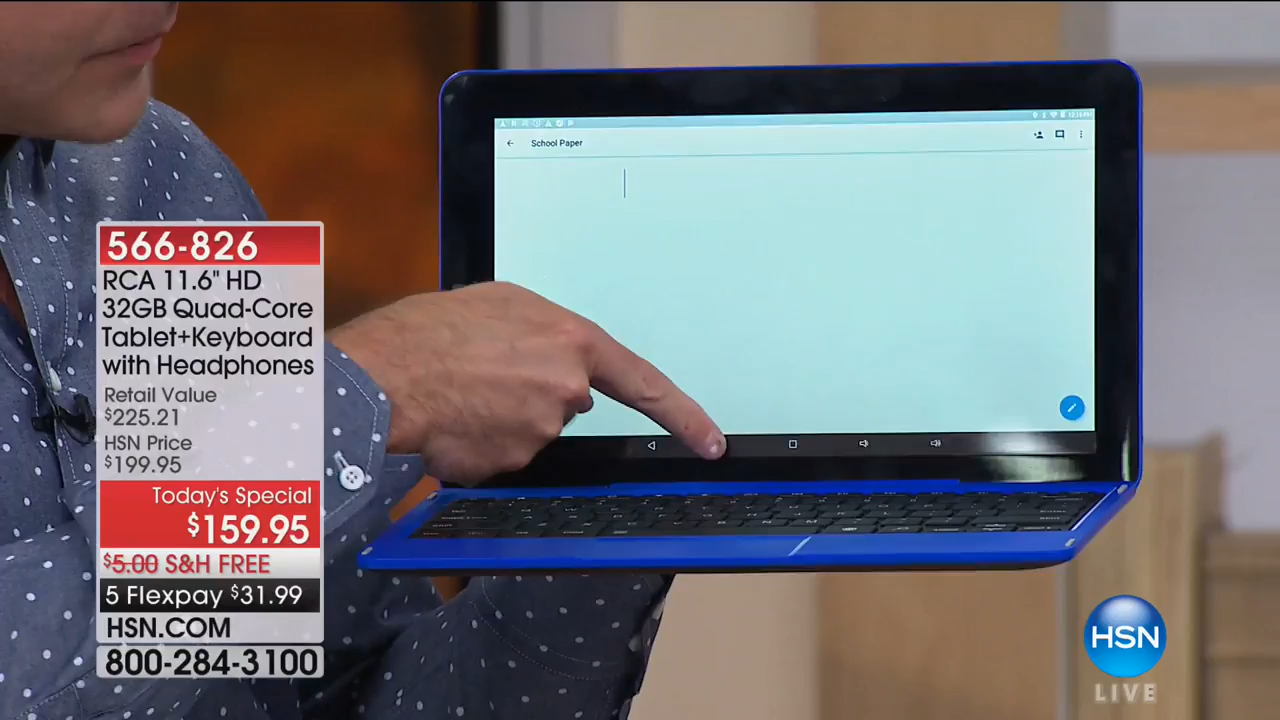 566-826
RCA 11.6" HD
32GB Quad-Core
Tablet+Keyboard
with Headphones
Retail Value
$225.21
HSN Price
$199.95
Today's Special
$159.95
$5.00 S&H FREE
5 Flexpay $31.99
HSN.COM
800-284-3100
School Paper
HSN
LIVE